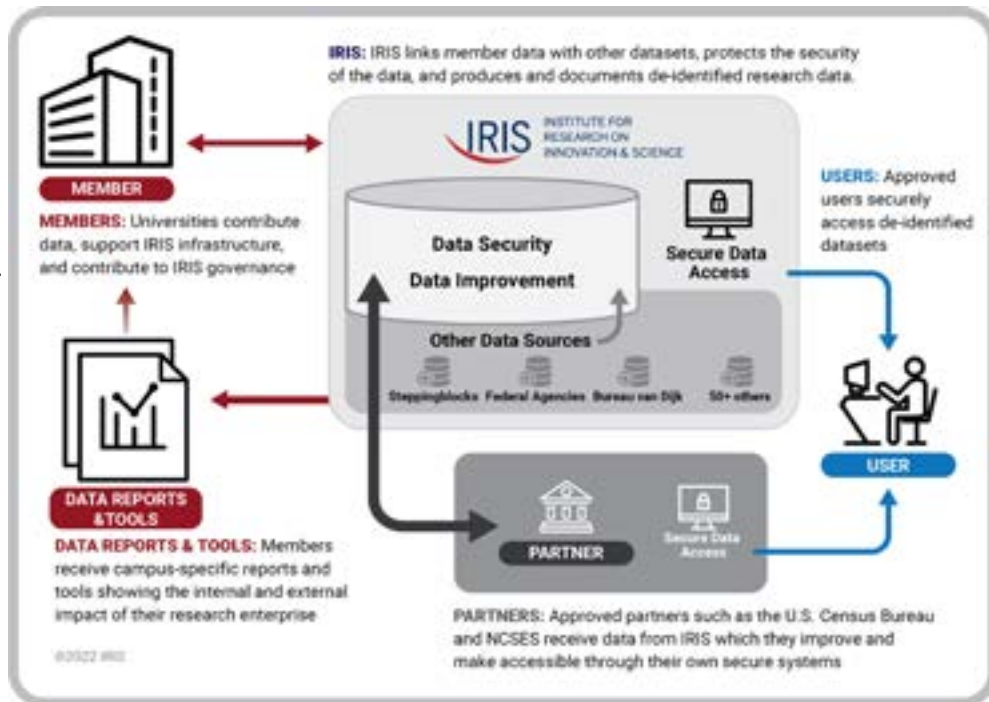 IRIS: IRIS links member data with other datasets, protects the security
of the data, and produces and documents de-identified research data.
IRIS
INSTITUTE FOR
RESEARCH ON
INNOVATION & SCIENCE
MEMBER
MEMBERS: Universities contribute
data, support IRIS infrastructure,
and contribute to IRIS governance
Data Security
Data Improvement
Secure Data
Access
USERS: Approved
users securely
access de-identified
datasets
Other Data Sources
Steppingblocks
Federal Agencies
Bureau van Dijk
50+ others
USER
DATA REPORTS
&TOOLS
DATA REPORTS & TOOLS: Members
receive campus-specific reports and
tools showing the internal and external
impact of their research enterprise
PARTNER
Secure Data
Access
PARTNERS: Approved partners such as the U.S. Census Bureau
and NCSES receive data from IRIS which they improve and
make accessible through their own secure systems
©2022 IRIS